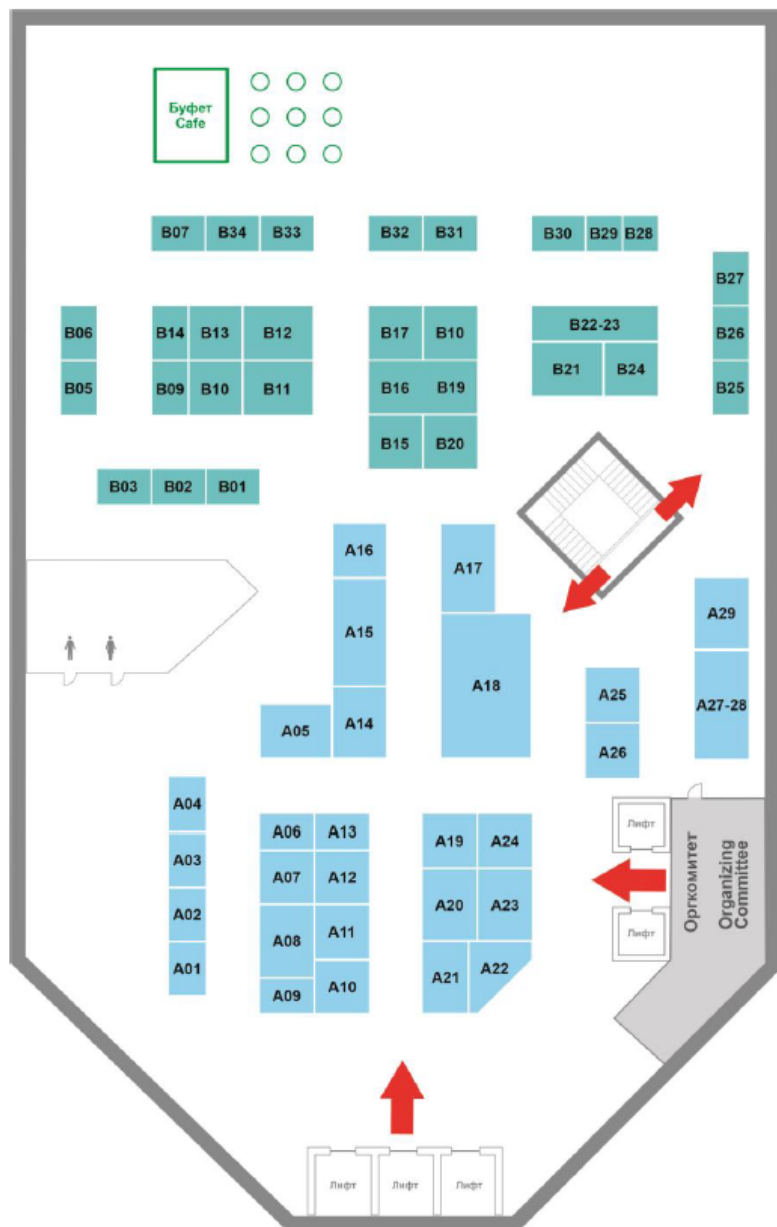 Буфет
Cafe
B07 B34 B33
B32 B31
B30 B29 B28
B27
B26
B25
B06
B05
B14 B13 B12
B09 B10 B11
B17 B10
B16 B19
B15 B20
B22-23
B21 B24
B03 B02 B01
A16
A15
A14
A05
A17
A18
A29
A27-28
A25
A26
A04
A03
A02
A01
A06 A13
A07 A12
A08 A11
A09 A10
A19 A24
A20 A23
A21 A22
Лифт
Лифт
Оргкомитет
Organizing
Committee
Лифт Лифт Лифт